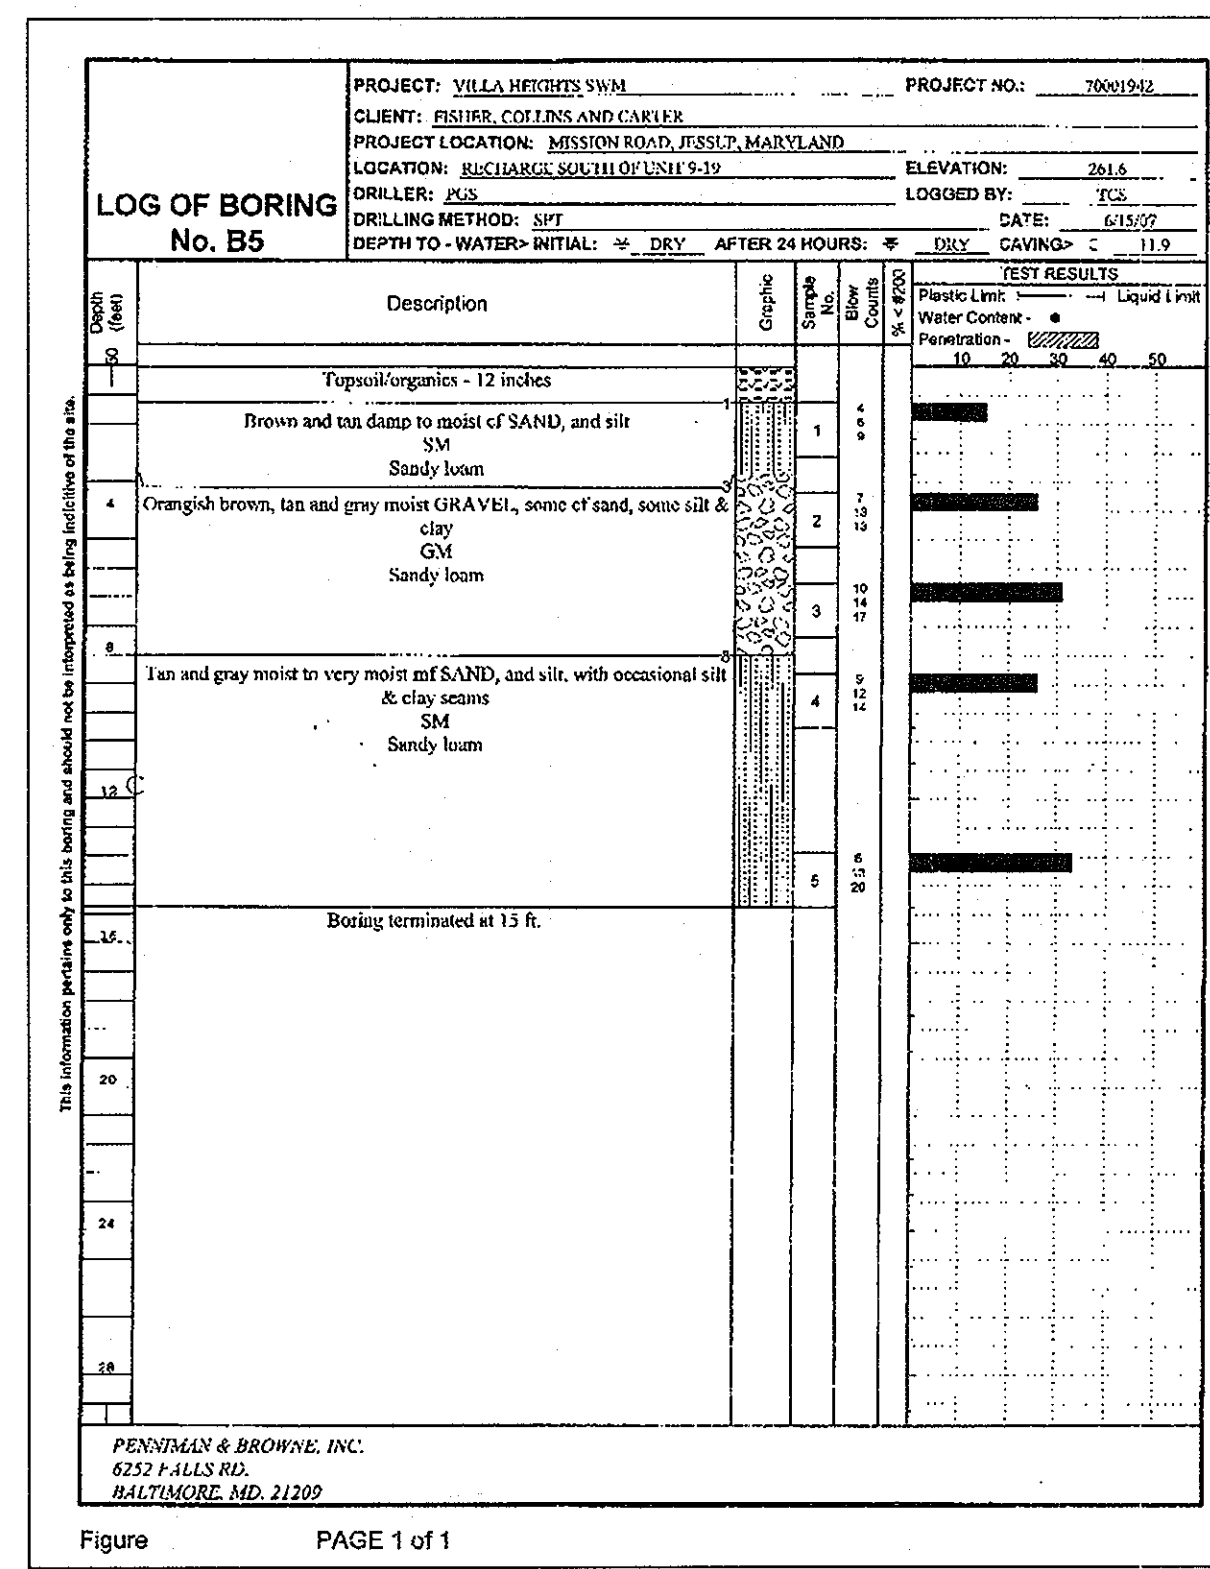 LOG OF BORING
No. B5
PROJECT: VILLA HEIGHTS SWM PROJECT NO.: 70001942
CLIENT: FISHER, COLLINS AND CARTER
PROJECT LOCATION: MISSION ROAD, JESSUP, MARYLAND
LOCATION: RECHARGE SOUTH OF UNIT 9-19 ELEVATION: 261.6
DRILLER: PGS LOGGED BY: TCS
DRILLING METHOD: SPT DATE: 6/15/07
DEPTH TO - WATER> INITIAL: DRY AFTER 24 HOURS: DRY CAVING> C 11.9
Depth (feet)
Description
Graphic
Sample No.
Blow Counts
% < #200
TEST RESULTS
Plastic Limit Liquid Limit
Water Content - ●
Penetration -
10 20 30 40 50
Topsoil/organics - 12 inches
1
Brown and tan damp to moist cf SAND, and silt
SM
Sandy loam
1
4
6
9
3
4
Orangish brown, tan and gray moist GRAVEL, some cf sand, some silt &
clay
GM
Sandy loam
2
7
13
13
3
10
14
17
8
8
Tan and gray moist to very moist mf SAND, and silt, with occasional silt
& clay seams
SM
Sandy loam
4
9
12
14
12 C
5
6
13
20
Boring terminated at 15 ft.
16
20
24
28
This information pertains only to this boring and should not be interpreted as being indicitive of the site.
PENNIMAN & BROWNE, INC.
6252 FALLS RD.
BALTIMORE, MD. 21209
Figure PAGE 1 of 1